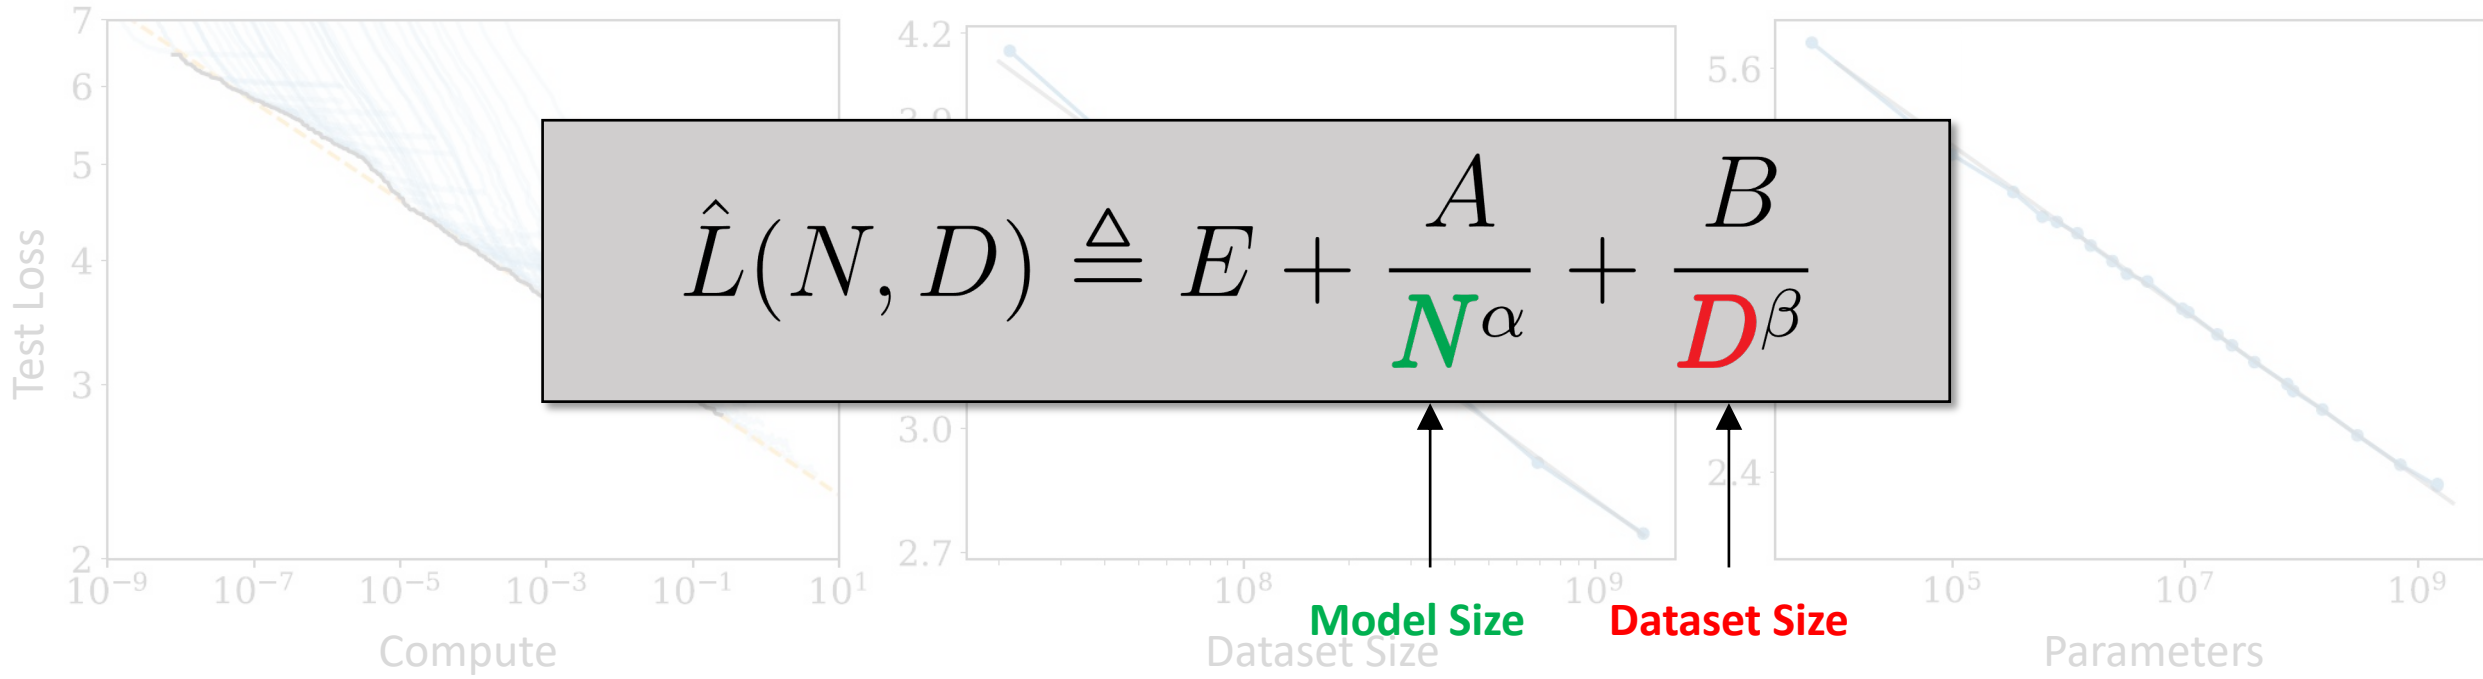 7
6
5
4
3
2
Test Loss
10⁻⁹ 10⁻⁷ 10⁻⁵ 10⁻³ 10⁻¹ 10¹
Compute
4.2
3.9
3.0
2.7
10⁸ 10⁹
Dataset Size
5.6
2.4
10⁵ 10⁷ 10⁹
Parameters
L̂(N, D) ≜ E + A/N^α + B/D^β
Model Size
Dataset Size